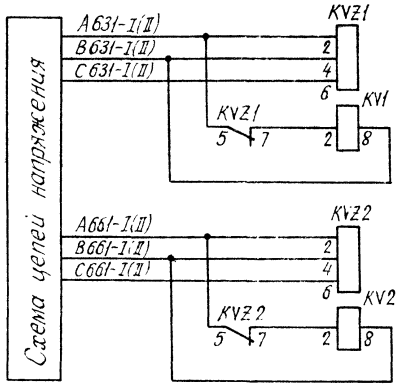 Схема цепей напряжения
KVZ1
A631-I(II)
B631-I(II)
2
C631-I(II)
4
6
KVZ1
KV1
5
7
2
8
KVZ2
A661-I(II)
B661-I(II)
2
C661-I(II)
4
6
KVZ2
KV2
5
7
2
8